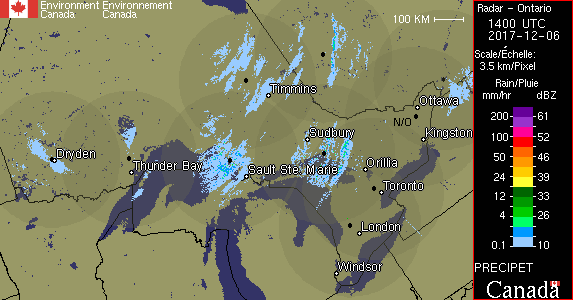 Environment Environnement
Canada Canada
100 KM
Timmins
Ottawa
N/O
Sudbury
Kingston
Dryden
Thunder Bay
Sault Ste. Marie
Orillia
Toronto
London
Windsor
Radar - Ontario
1400 UTC
2017-12-06
Scale/Échelle:
3.5 km/Pixel
Rain/Pluie
mm/hr dBZ
200 61
100 52
50 46
24 39
12 34
4 26
0.1 10
PRECIPET
Canada